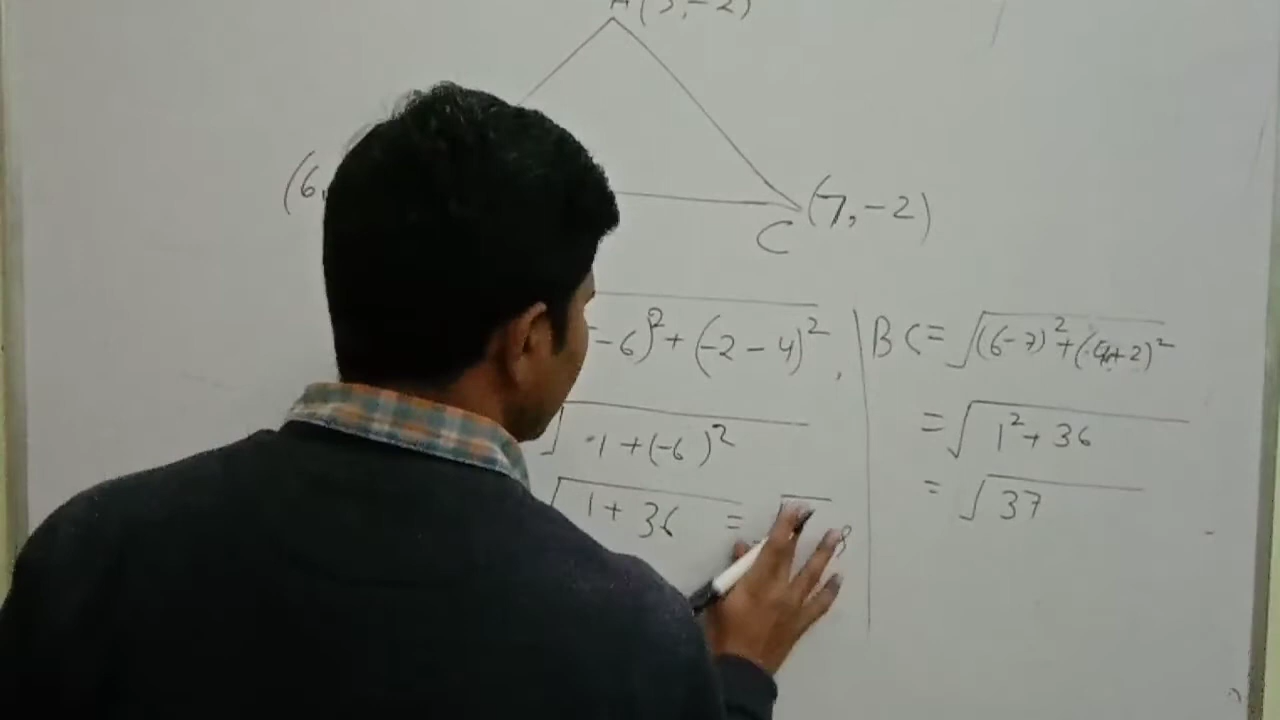 (5, -2)
(6,
(7, -2)
C
- 6)² + (-2 - 4)²,
BC = √(6-7)² + (4+2)²
√1 + (-6)²
= √1² + 36
√1 + 36 = √
= √37